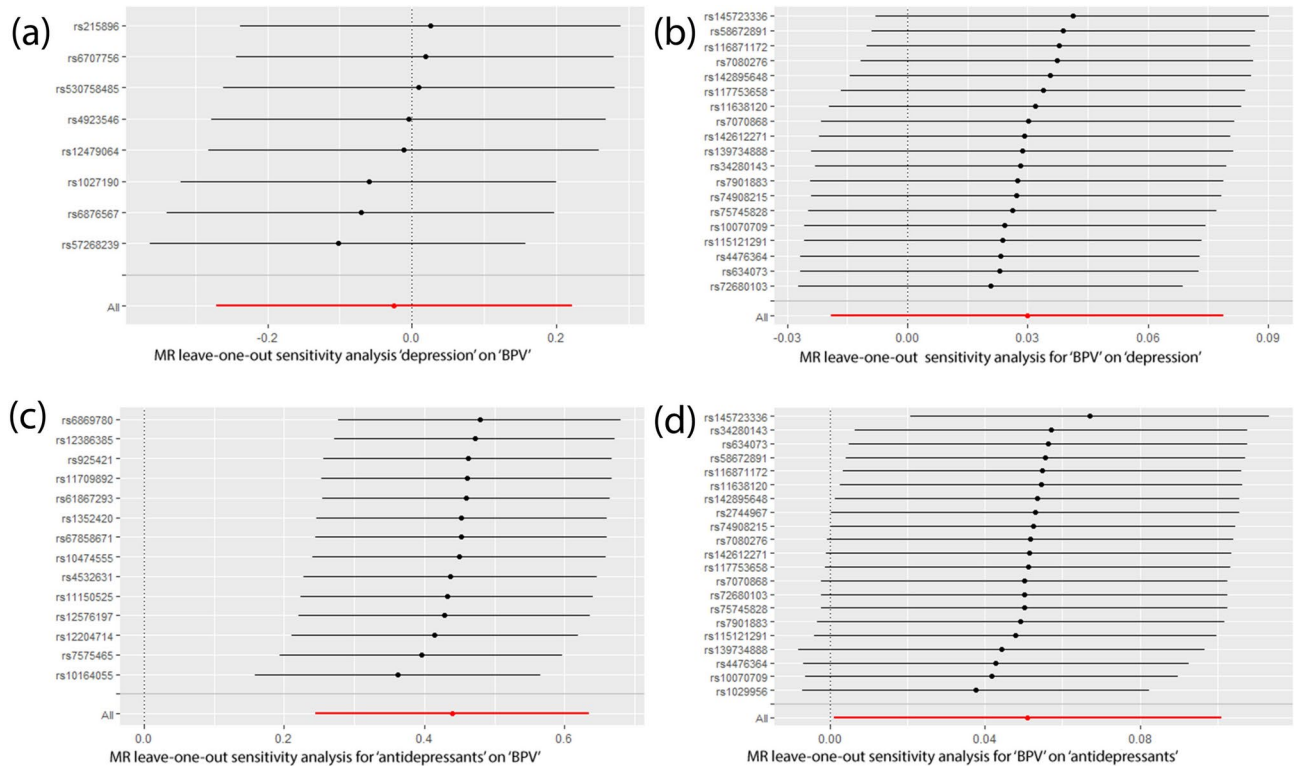 (a)
rs215896
rs6707756
rs530758485
rs4923546
rs12479064
rs1027190
rs6876567
rs57268239
All
-0.2 0.0 0.2
MR leave-one-out sensitivity analysis 'depression' on 'BPV'
(b)
rs145723336
rs58672891
rs116871172
rs7080276
rs142895648
rs117753658
rs11638120
rs7070868
rs142612271
rs139734888
rs34280143
rs7901883
rs74908215
rs75745828
rs10070709
rs115121291
rs4476364
rs634073
rs72680103
All
-0.03 0.00 0.03 0.06 0.09
MR leave-one-out sensitivity analysis for 'BPV' on 'depression'
(c)
rs6869780
rs12386385
rs925421
rs11709892
rs61867293
rs1352420
rs67858671
rs10474555
rs4532631
rs11150525
rs12576197
rs12204714
rs7575465
rs10164055
All
0.0 0.2 0.4 0.6
MR leave-one-out sensitivity analysis for 'antidepressants' on 'BPV'
(d)
rs145723336
rs34280143
rs634073
rs58672891
rs116871172
rs11638120
rs142895648
rs2744967
rs74908215
rs7080276
rs142612271
rs117753658
rs7070868
rs72680103
rs75745828
rs7901883
rs115121291
rs139734888
rs4476364
rs10070709
rs1029956
All
0.00 0.04 0.08
MR leave-one-out sensitivity analysis for 'BPV' on 'antidepressants'